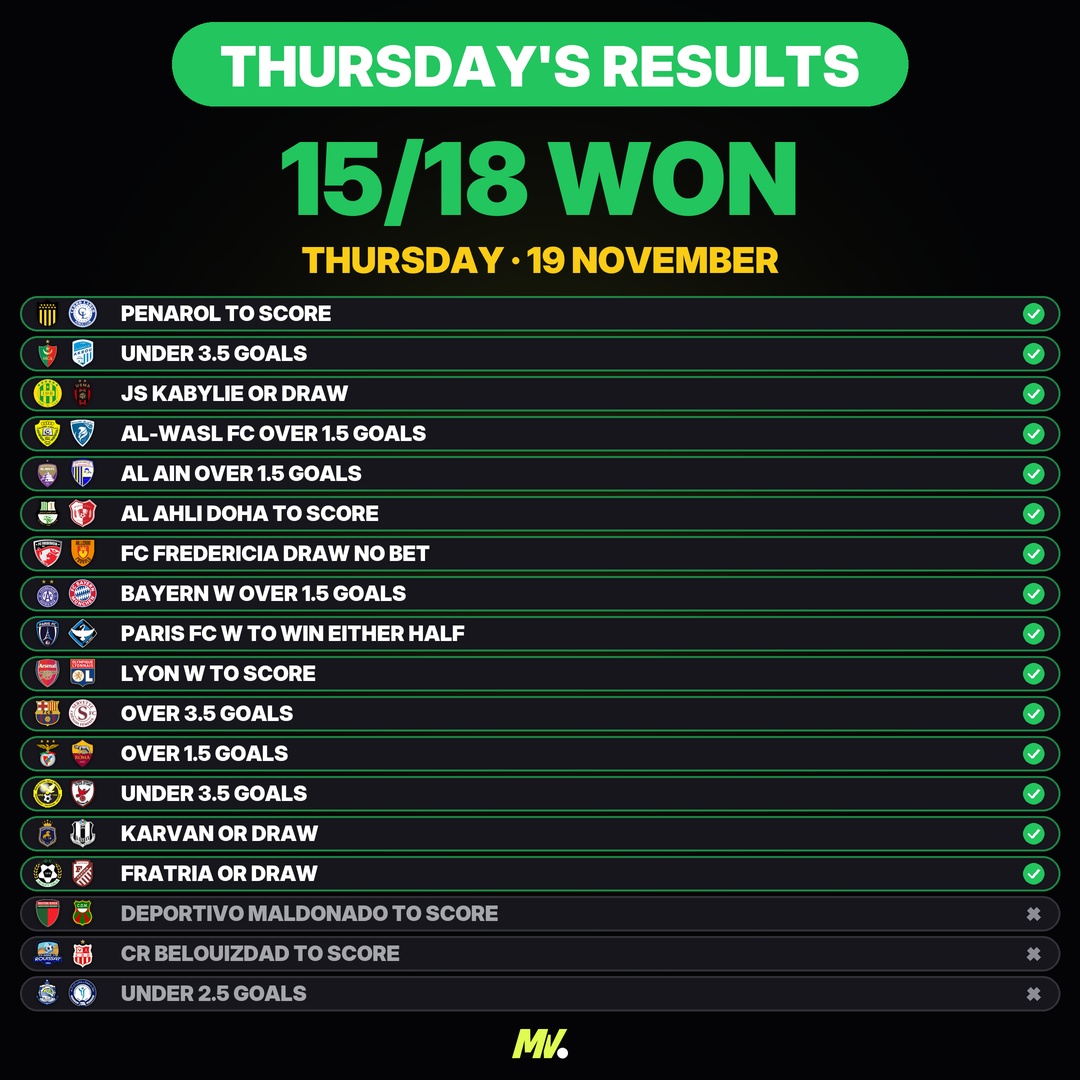 THURSDAY'S RESULTS
15/18 WON
THURSDAY · 19 NOVEMBER
PENAROL TO SCORE
UNDER 3.5 GOALS
JS KABYLIE OR DRAW
AL-WASL FC OVER 1.5 GOALS
AL AIN OVER 1.5 GOALS
AL AHLI DOHA TO SCORE
FC FREDERICIA DRAW NO BET
BAYERN W OVER 1.5 GOALS
PARIS FC W TO WIN EITHER HALF
Arsenal OL LYON W TO SCORE
OVER 3.5 GOALS
OVER 1.5 GOALS
UNDER 3.5 GOALS
KARVAN OR DRAW
FRATRIA OR DRAW
DEPORTIVO MALDONADO TO SCORE
CR BELOUIZDAD TO SCORE
UNDER 2.5 GOALS
MV.